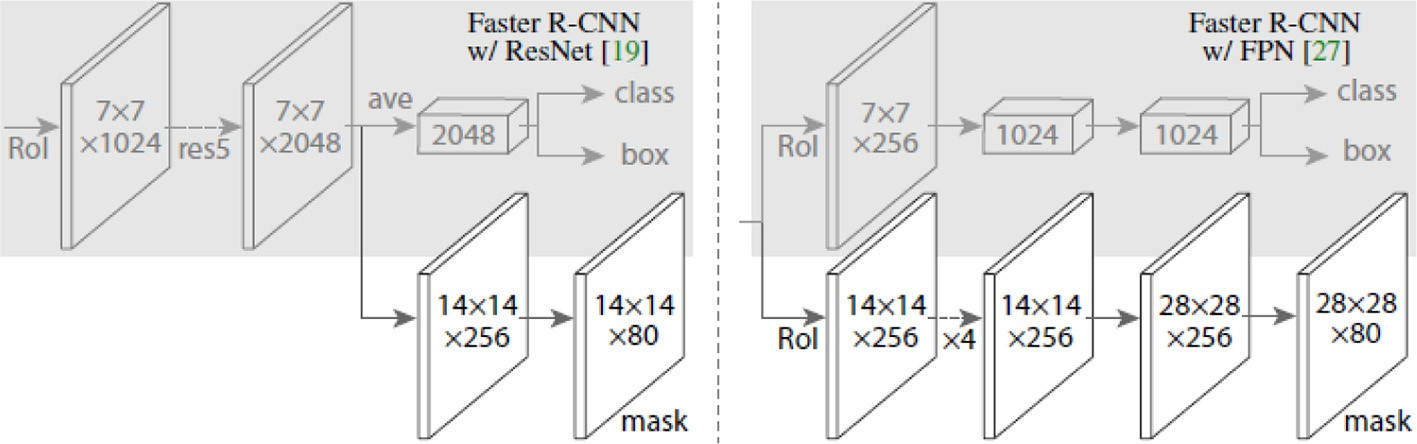 Faster R-CNN
w/ ResNet [19]
RoI
7×7
×1024
res5
7×7
×2048
ave
2048
class
box
14×14
×256
14×14
×80
mask
Faster R-CNN
w/ FPN [27]
RoI
7×7
×256
1024
1024
class
box
RoI
14×14
×256
×4
14×14
×256
28×28
×256
28×28
×80
mask